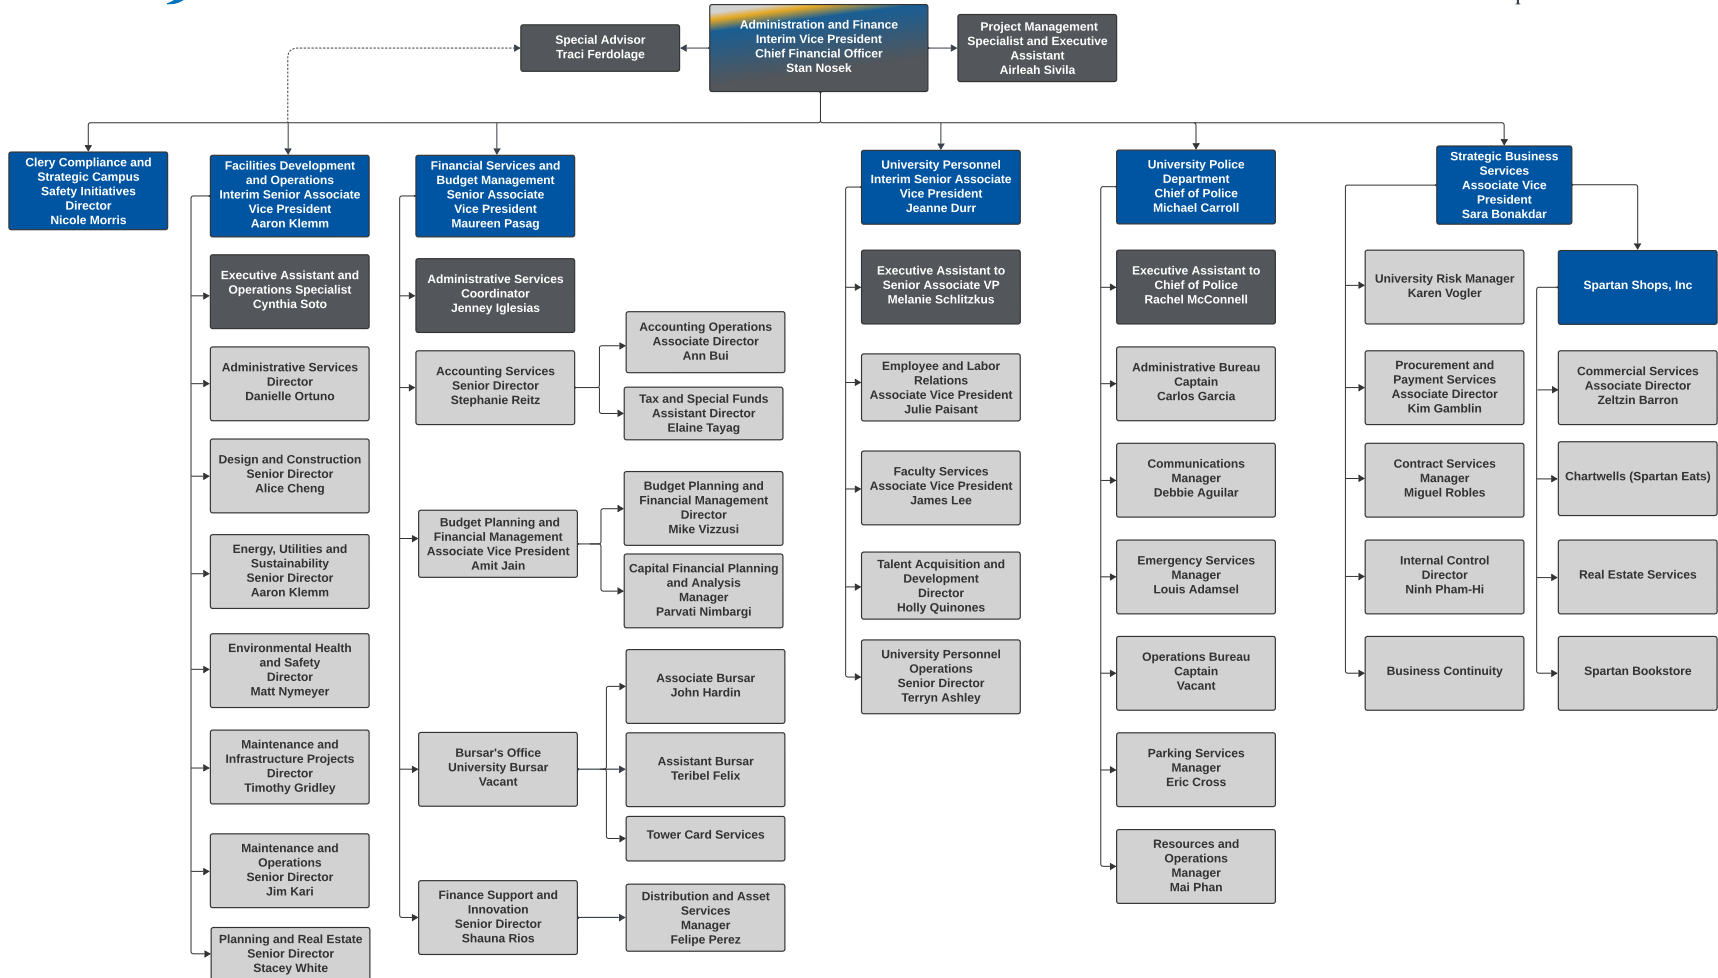 Administration and Finance
Interim Vice President
Chief Financial Officer
Stan Nosek
Special Advisor
Traci Ferdolage
Project Management
Specialist and Executive
Assistant
Airleah Sivila
Clery Compliance and
Strategic Campus
Safety Initiatives
Director
Nicole Morris
Facilities Development
and Operations
Interim Senior Associate
Vice President
Aaron Klemm
Executive Assistant and
Operations Specialist
Cynthia Soto
Administrative Services
Director
Danielle Ortuno
Design and Construction
Senior Director
Alice Cheng
Energy, Utilities and
Sustainability
Senior Director
Aaron Klemm
Environmental Health
and Safety
Director
Matt Nymeyer
Maintenance and
Infrastructure Projects
Director
Timothy Gridley
Maintenance and
Operations
Senior Director
Jim Kari
Planning and Real Estate
Senior Director
Stacey White
Financial Services and
Budget Management
Senior Associate
Vice President
Maureen Pasag
Administrative Services
Coordinator
Jenney Iglesias
Accounting Services
Senior Director
Stephanie Reitz
Accounting Operations
Associate Director
Ann Bui
Tax and Special Funds
Assistant Director
Elaine Tayag
Budget Planning and
Financial Management
Associate Vice President
Amit Jain
Budget Planning and
Financial Management
Director
Mike Vizzusi
Capital Financial Planning
and Analysis
Manager
Parvati Nimbargi
Bursar's Office
University Bursar
Vacant
Associate Bursar
John Hardin
Assistant Bursar
Teribel Felix
Tower Card Services
Finance Support and
Innovation
Senior Director
Shauna Rios
Distribution and Asset
Services
Manager
Felipe Perez
University Personnel
Interim Senior Associate
Vice President
Jeanne Durr
Executive Assistant to
Senior Associate VP
Melanie Schlitzkus
Employee and Labor
Relations
Associate Vice President
Julie Paisant
Faculty Services
Associate Vice President
James Lee
Talent Acquisition and
Development
Director
Holly Quinones
University Personnel
Operations
Senior Director
Terryn Ashley
University Police
Department
Chief of Police
Michael Carroll
Executive Assistant to
Chief of Police
Rachel McConnell
Administrative Bureau
Captain
Carlos Garcia
Communications
Manager
Debbie Aguilar
Emergency Services
Manager
Louis Adamsel
Operations Bureau
Captain
Vacant
Parking Services
Manager
Eric Cross
Resources and
Operations
Manager
Mai Phan
Strategic Business
Services
Associate Vice
President
Sara Bonakdar
University Risk Manager
Karen Vogler
Procurement and
Payment Services
Associate Director
Kim Gamblin
Contract Services
Manager
Miguel Robles
Internal Control
Director
Ninh Pham-Hi
Business Continuity
Spartan Shops, Inc
Commercial Services
Associate Director
Zeltzin Barron
Chartwells (Spartan Eats)
Real Estate Services
Spartan Bookstore